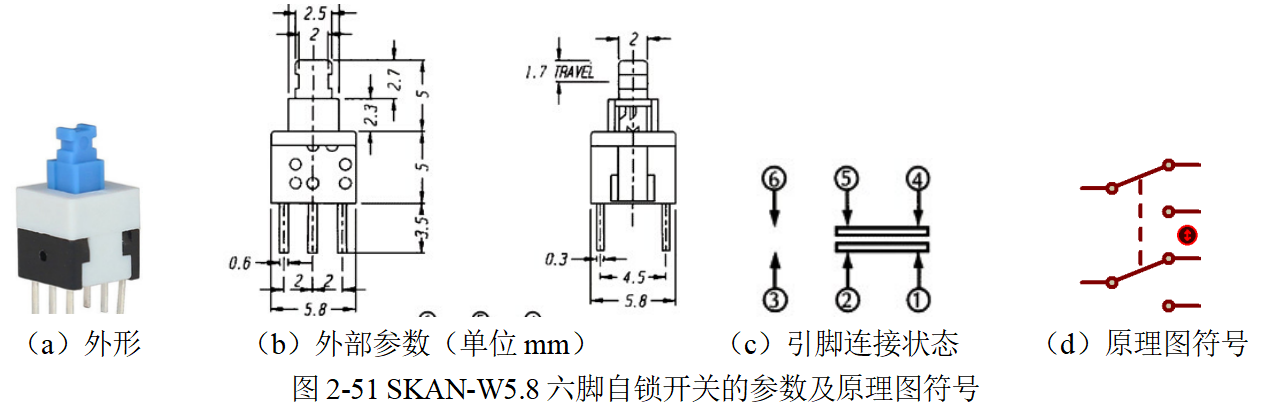 2.5
2
2.7
5
2.3
5
3.5
0.6
2
2
5.8
2
1.7 TRAVEL
0.3
4.5
5.8
⑥ ⑤ ④
③ ② ①
（a）外形
（b）外部参数（单位 mm）
（c）引脚连接状态
（d）原理图符号
图 2-51 SKAN-W5.8 六脚自锁开关的参数及原理图符号